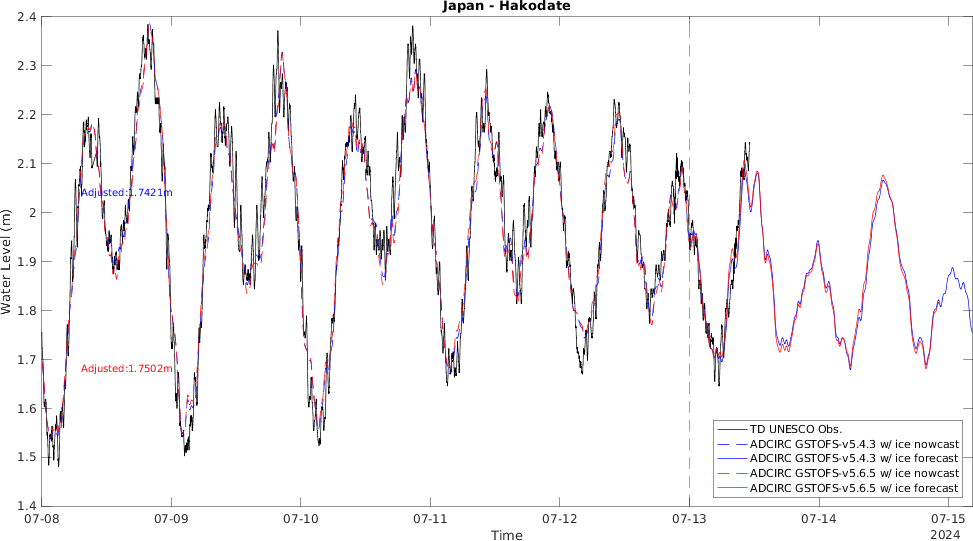 Japan - Hakodate
Water Level (m)
2.4
2.3
2.2
2.1
2
1.9
1.8
1.7
1.6
1.5
1.4
Adjusted:1.7421m
Adjusted:1.7502m
TD UNESCO Obs.
ADCIRC GSTOFS-v5.4.3 w/ ice nowcast
ADCIRC GSTOFS-v5.4.3 w/ ice forecast
ADCIRC GSTOFS-v5.6.5 w/ ice nowcast
ADCIRC GSTOFS-v5.6.5 w/ ice forecast
07-08 07-09 07-10 07-11 07-12 07-13 07-14 07-15
2024
Time